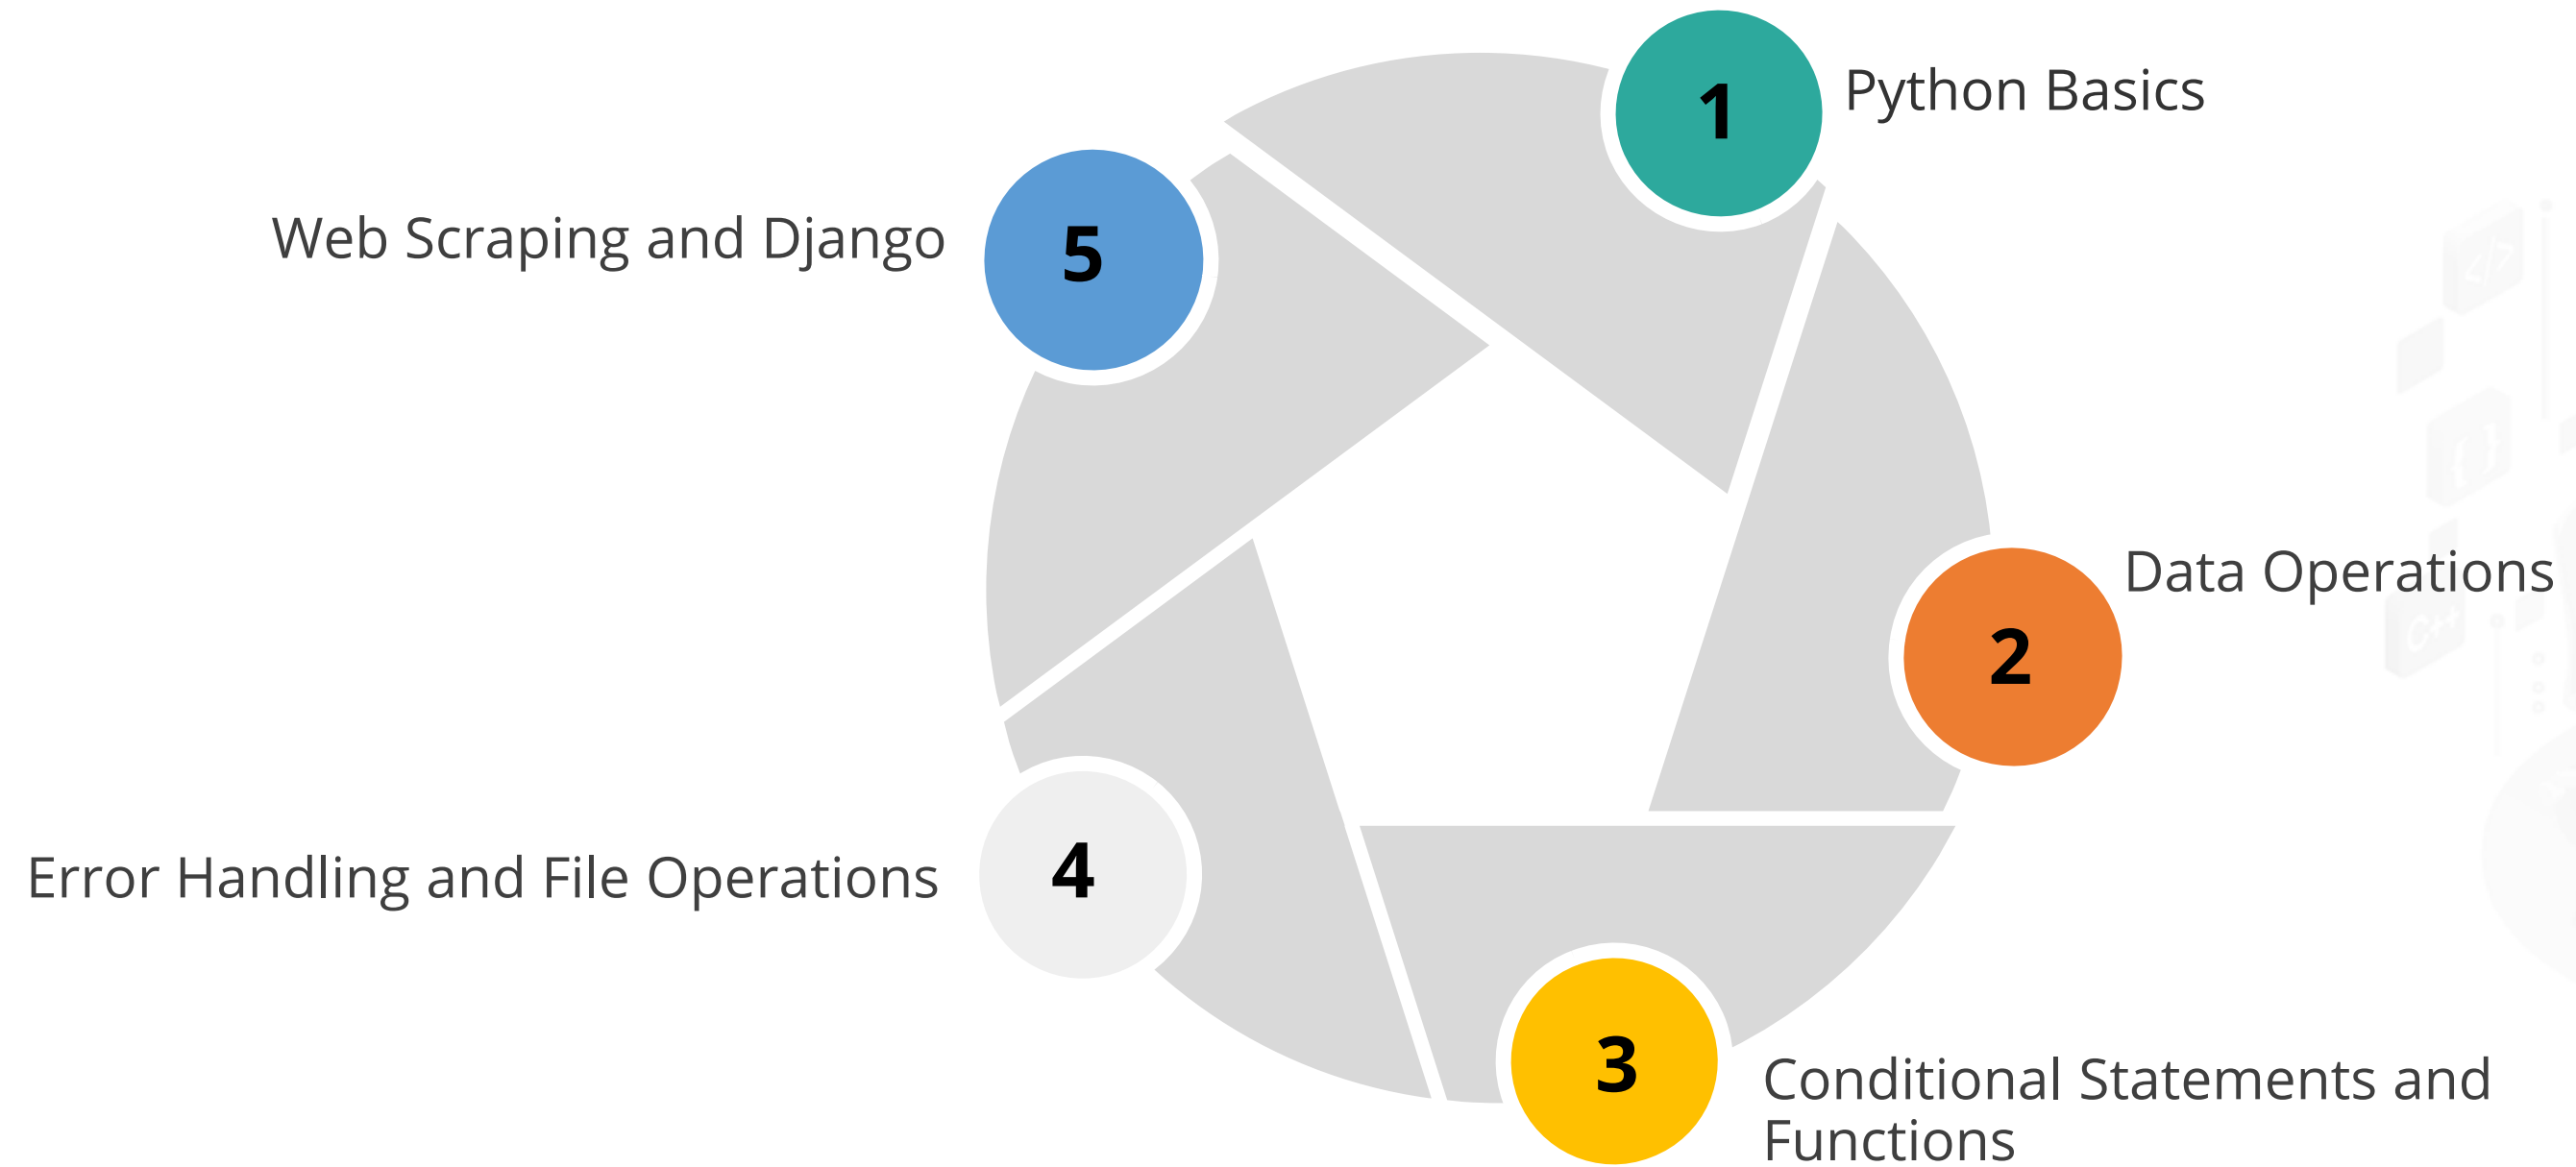 1
Python Basics
2
Data Operations
3
Conditional Statements and
Functions
4
Error Handling and File Operations
5
Web Scraping and Django
</>
{ }
C++